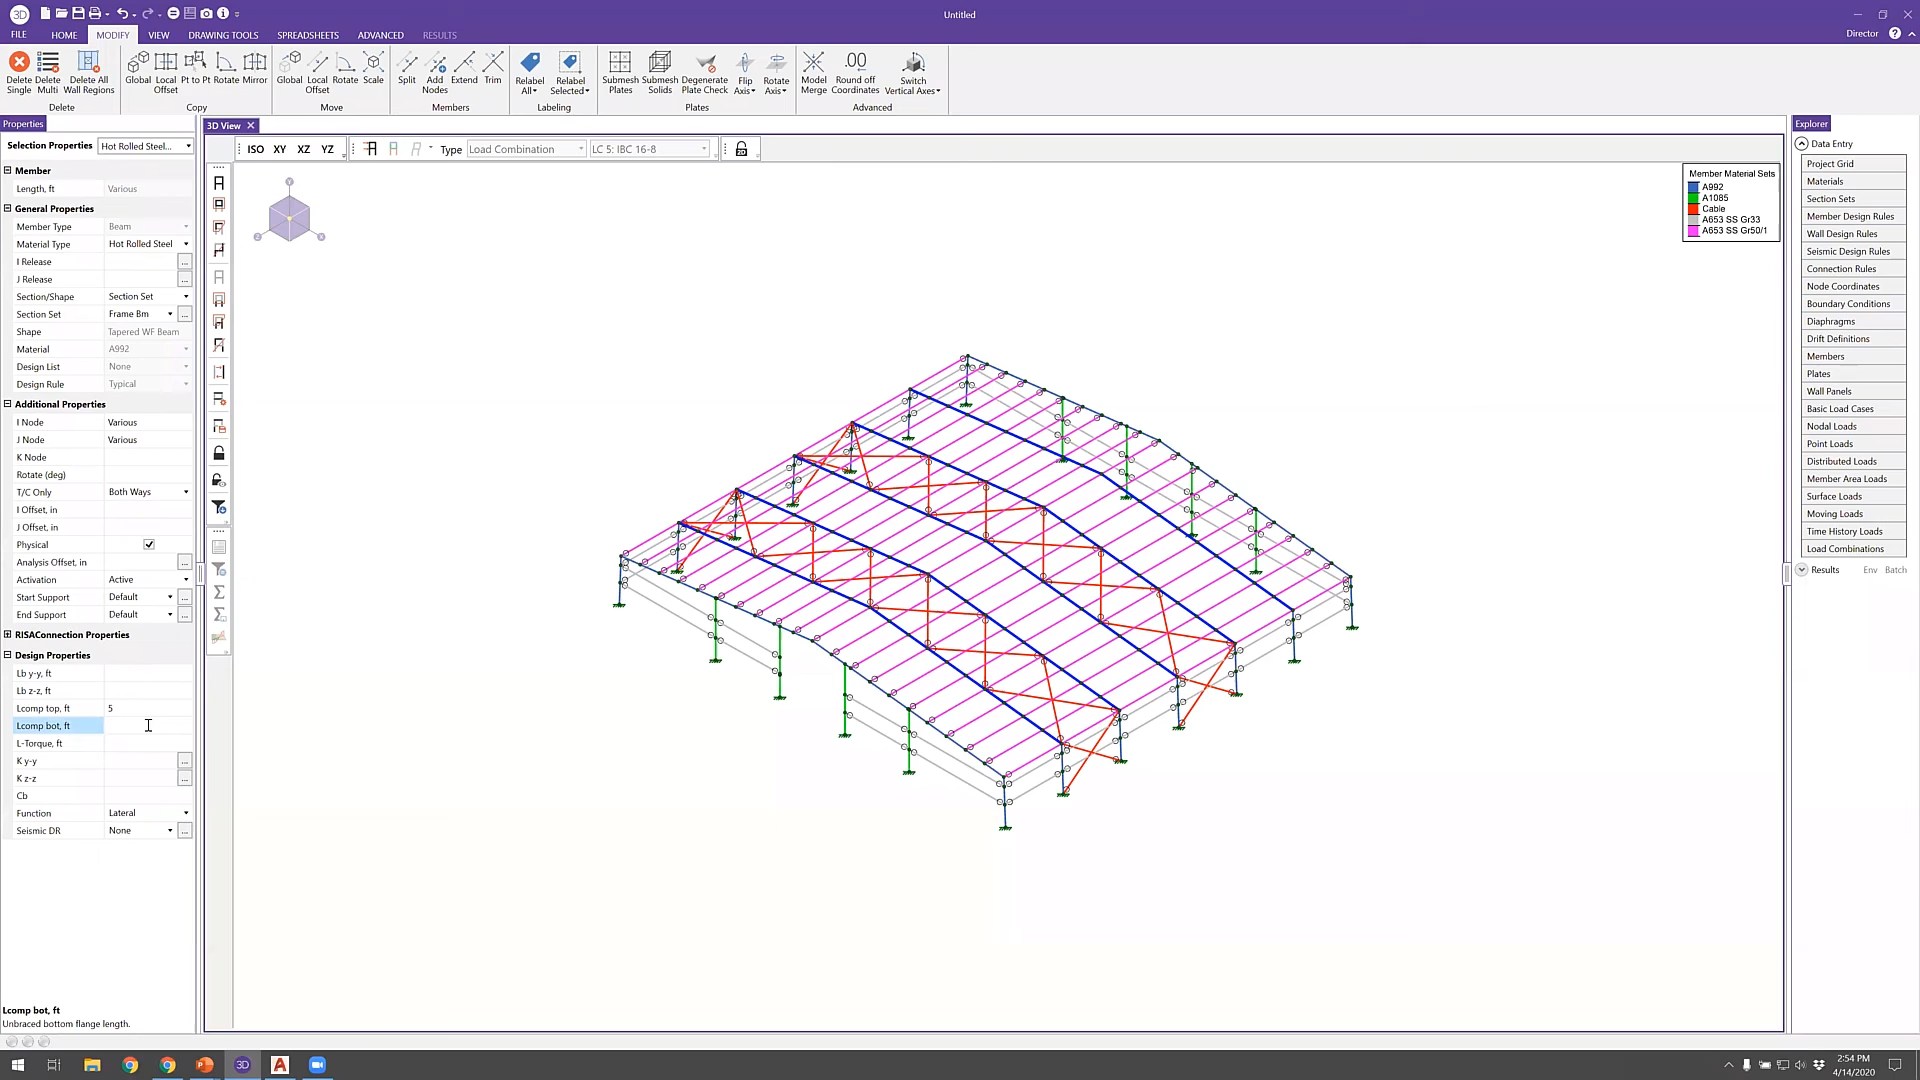 3D
Untitled
FILE HOME MODIFY VIEW DRAWING TOOLS SPREADSHEETS ADVANCED RESULTS
Director
Delete Single
Delete Multi
Delete All Wall Regions
Delete
Global
Local Offset
Pt to Pt
Rotate
Mirror
Copy
Global
Local Offset
Rotate
Scale
Move
Split
Add Nodes
Extend
Trim
Members
Relabel All
Relabel Selected
Labeling
Submesh Plates
Submesh Solids
Degenerate Plate Check
Flip Axis
Rotate Axis
Plates
Model Merge
.00 Round off Coordinates
Switch Vertical Axes
Advanced
Properties
Selection Properties Hot Rolled Steel...
Member
Length, ft Various
General Properties
Member Type Beam
Material Type Hot Rolled Steel
I Release ...
J Release ...
Section/Shape Section Set
Section Set Frame Bm ...
Shape Tapered WF Beam
Material A992
Design List None
Design Rule Typical
Additional Properties
I Node Various
J Node Various
K Node
Rotate (deg)
T/C Only Both Ways
I Offset, in
J Offset, in
Physical
Analysis Offset, in ...
Activation Active
Start Support Default ...
End Support Default ...
RISAConnection Properties
Design Properties
Lb y-y, ft
Lb z-z, ft
Lcomp top, ft 5
Lcomp bot, ft
L-Torque, ft
K y-y ...
K z-z ...
Cb
Function Lateral
Seismic DR None ...
Lcomp bot, ft
Unbraced bottom flange length.
3D View
ISO XY XZ YZ Type Load Combination LC 5: IBC 16-8
Y
Z X
Member Material Sets
A992
A1085
Cable
A653 SS Gr33
A653 SS Gr50/1
Explorer
Data Entry
Project Grid
Materials
Section Sets
Member Design Rules
Wall Design Rules
Seismic Design Rules
Connection Rules
Node Coordinates
Boundary Conditions
Diaphragms
Drift Definitions
Members
Plates
Wall Panels
Basic Load Cases
Nodal Loads
Point Loads
Distributed Loads
Member Area Loads
Surface Loads
Moving Loads
Time History Loads
Load Combinations
Results Env Batch
3D
2:54 PM
4/14/2020